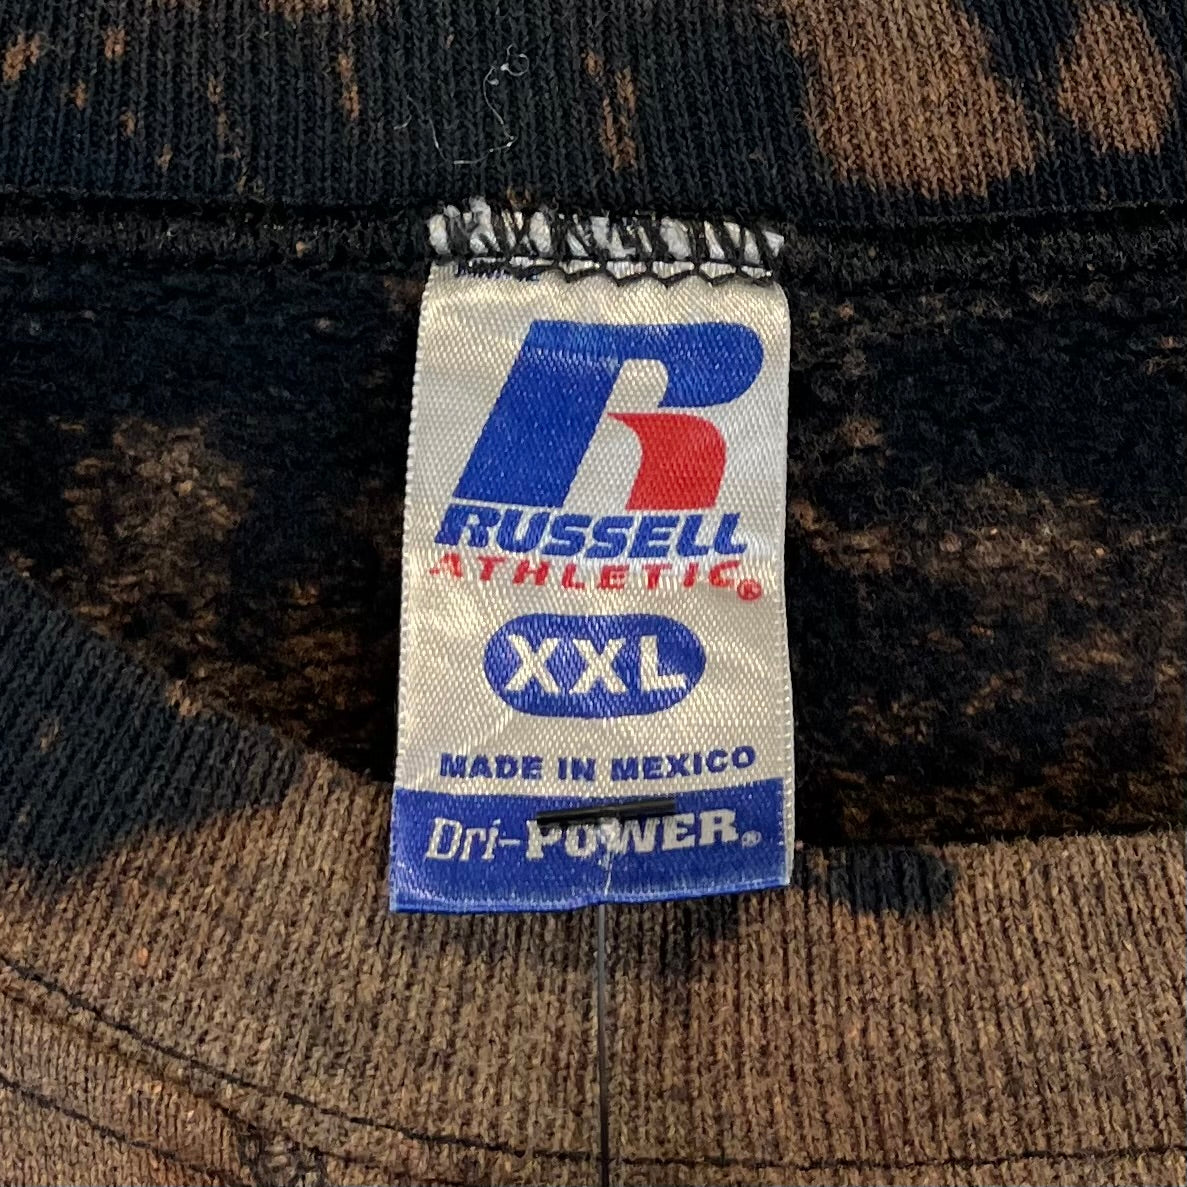 R
RUSSELL
ATHLETIC®
XXL
MADE IN MEXICO
Dri-POWER®